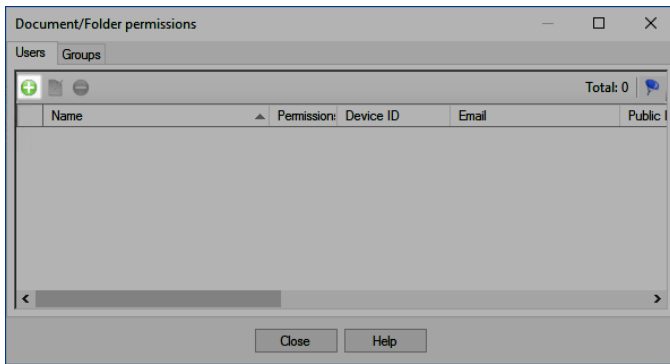 Document/Folder permissions
Users Groups
Total: 0
Name Permission: Device ID Email Public
Close Help